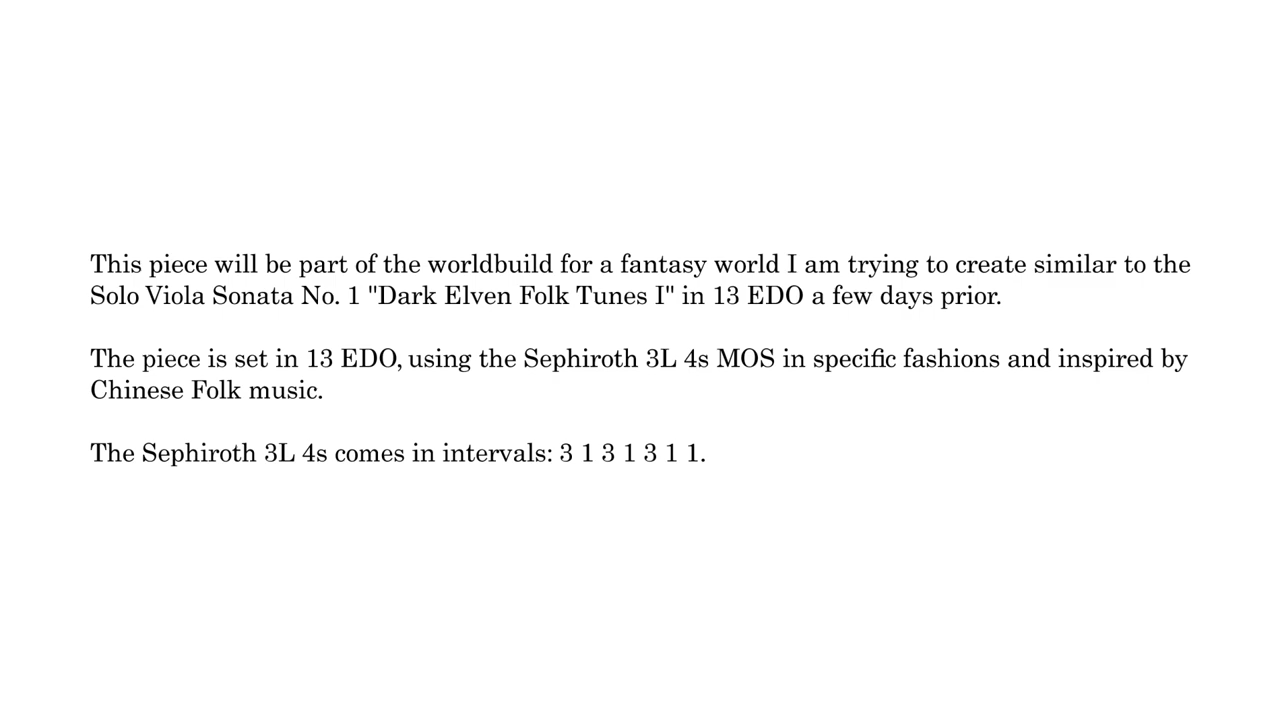 This piece will be part of the worldbuild for a fantasy world I am trying to create similar to the
Solo Viola Sonata No. 1 "Dark Elven Folk Tunes I" in 13 EDO a few days prior.
The piece is set in 13 EDO, using the Sephiroth 3L 4s MOS in specific fashions and inspired by
Chinese Folk music.
The Sephiroth 3L 4s comes in intervals: 3 1 3 1 3 1 1.